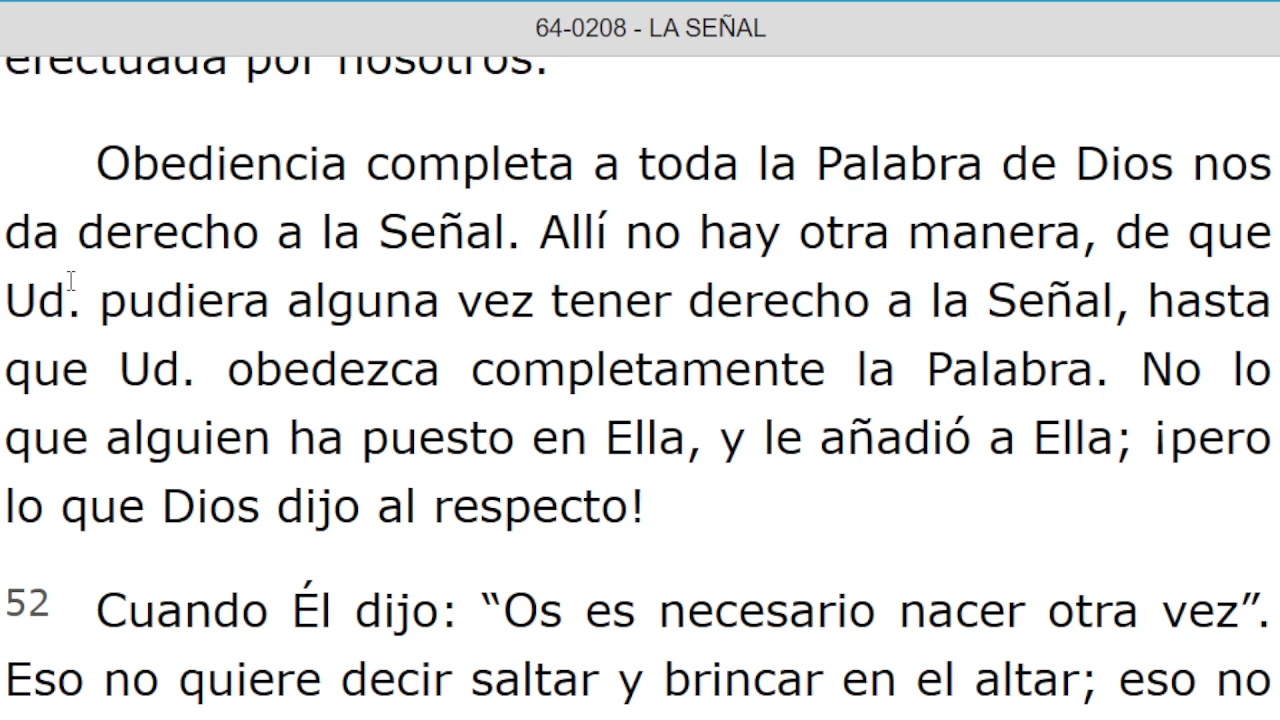 64-0208 - LA SEÑAL
efectuada por nosotros.
Obediencia completa a toda la Palabra de Dios nos
da derecho a la Señal. Allí no hay otra manera, de que
Ud. pudiera alguna vez tener derecho a la Señal, hasta
que Ud. obedezca completamente la Palabra. No lo
que alguien ha puesto en Ella, y le añadió a Ella; ¡pero
lo que Dios dijo al respecto!
52 Cuando Él dijo: “Os es necesario nacer otra vez”.
Eso no quiere decir saltar y brincar en el altar; eso no